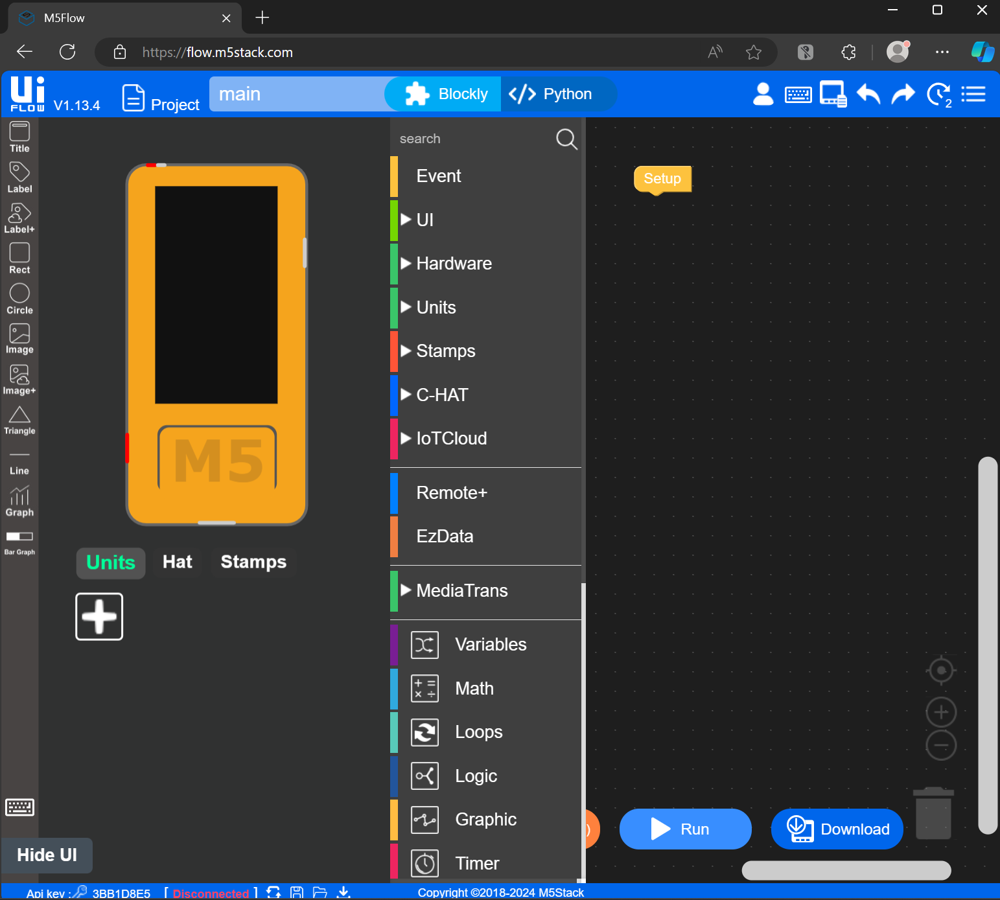 M5Flow
https://flow.m5stack.com
Ui
FLOW
V1.13.4
Project
main
Blockly
Python
2
Title
Label
Label+
Rect
Circle
Image
Image+
Triangle
Line
Graph
Bar Graph
M5
Units
Hat
Stamps
Hide UI
search
Event
UI
Hardware
Units
Stamps
C-HAT
IoTCloud
Remote+
EzData
MediaTrans
Variables
Math
Loops
Logic
Graphic
Timer
Setup
)
Run
Download
Api key : 3BB1D8E5 [ Disconnected ]
Copyright ©2018-2024 M5Stack